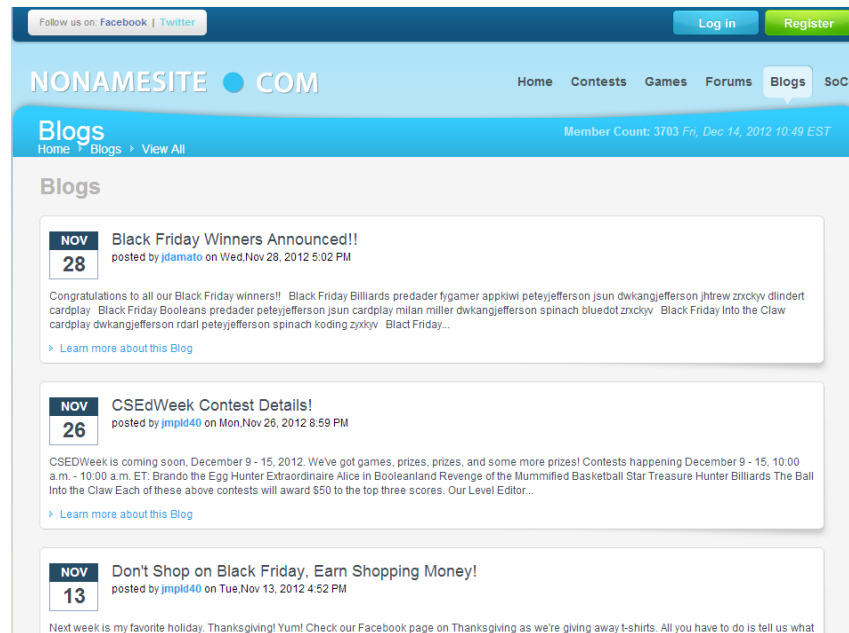 Follow us on: Facebook | Twitter
Log in
Register
NONAMESITE COM
Home Contests Games Forums Blogs SoC
Blogs
Member Count: 3703 Fri, Dec 14, 2012 10:49 EST
Home Blogs View All
Blogs
NOV
28
Black Friday Winners Announced!!
posted by jdamato on Wed,Nov 28, 2012 5:02 PM
Congratulations to all our Black Friday winners!! Black Friday Billiards predader fygamer appkiwi peteyjefferson jsun dwkangjefferson jhtrew zrxckyv dlindert
cardplay Black Friday Booleans predader peteyjefferson jsun cardplay milan miller dwkangjefferson spinach bluedot zrxckyv Black Friday Into the Claw
cardplay dwkangjefferson rdarl peteyjefferson spinach koding zyxkyv Blact Friday...
Learn more about this Blog
NOV
26
CSEdWeek Contest Details!
posted by jmpld40 on Mon,Nov 26, 2012 8:59 PM
CSEDWeek is coming soon, December 9 - 15, 2012. We've got games, prizes, prizes, and some more prizes! Contests happening December 9 - 15, 10:00
a.m. - 10:00 a.m. ET: Brando the Egg Hunter Extraordinaire Alice in Booleanland Revenge of the Mummified Basketball Star Treasure Hunter Billiards The Ball
Into the Claw Each of these above contests will award $50 to the top three scores. Our Level Editor...
Learn more about this Blog
NOV
13
Don't Shop on Black Friday, Earn Shopping Money!
posted by jmpld40 on Tue,Nov 13, 2012 4:52 PM
Next week is my favorite holiday. Thanksgiving! Yum! Check our Facebook page on Thanksgiving as we're giving away t-shirts. All you have to do is tell us what